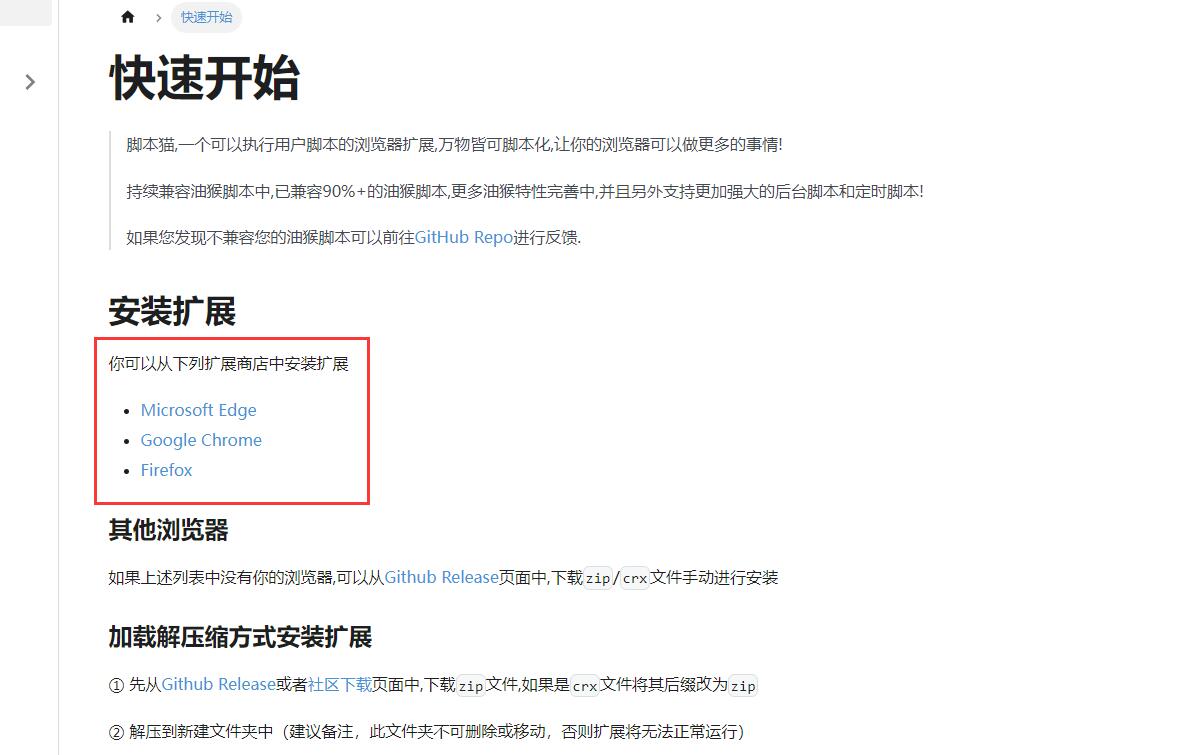 快速开始
快速开始
脚本猫,一个可以执行用户脚本的浏览器扩展,万物皆可脚本化,让你的浏览器可以做更多的事情!
持续兼容油猴脚本中,已兼容90%+的油猴脚本,更多油猴特性完善中,并且另外支持更加强大的后台脚本和定时脚本!
如果您发现不兼容您的油猴脚本可以前往GitHub Repo进行反馈.
安装扩展
你可以从下列扩展商店中安装扩展
Microsoft Edge
Google Chrome
Firefox
其他浏览器
如果上述列表中没有你的浏览器,可以从Github Release页面中,下载zip/crx文件手动进行安装
加载解压缩方式安装扩展
① 先从Github Release或者社区下载页面中,下载zip文件,如果是crx文件将其后缀改为zip
② 解压到新建文件夹中（建议备注，此文件夹不可删除或移动，否则扩展将无法正常运行）